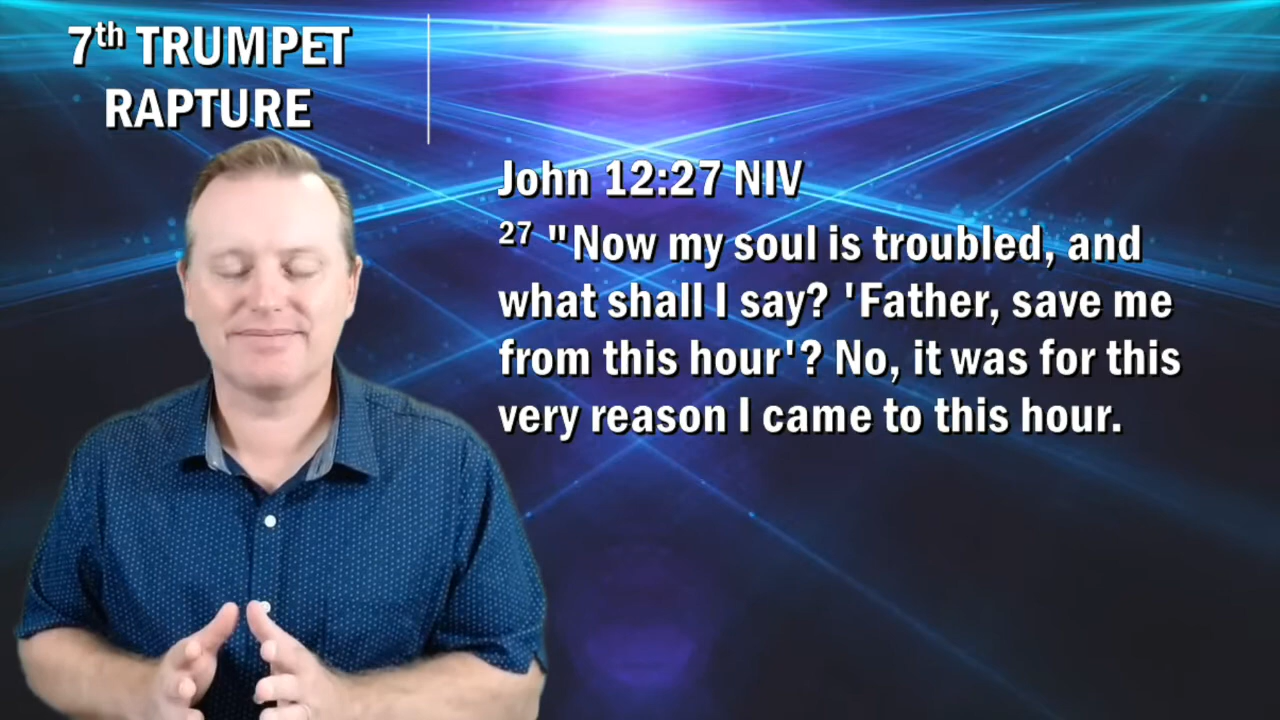 7th TRUMPET
RAPTURE
John 12:27 NIV
27 "Now my soul is troubled, and
what shall I say? 'Father, save me
from this hour'? No, it was for this
very reason I came to this hour.